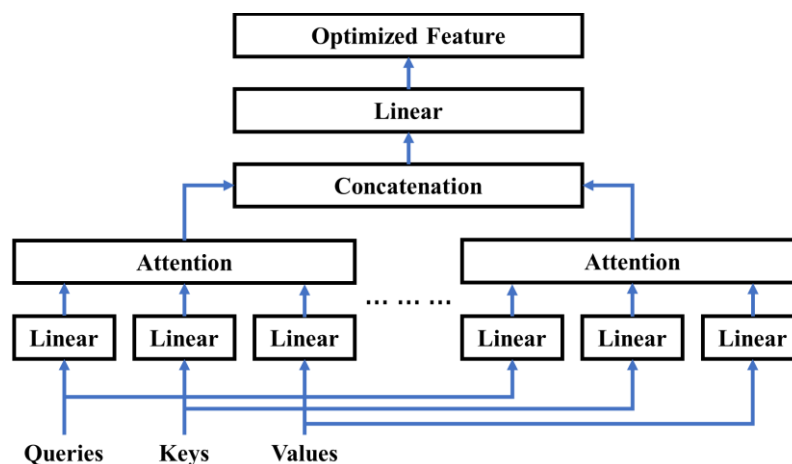 Optimized Feature
Linear
Concatenation
Attention Attention
... ... ...
Linear Linear Linear Linear Linear Linear
Queries Keys Values